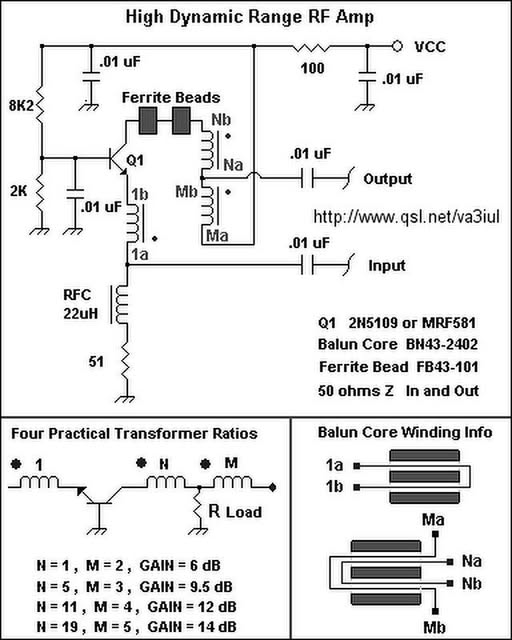 High Dynamic Range RF Amp
.01 uF
100
VCC
.01 uF
8K2
Ferrite Beads
Nb
Q1
Na
.01 uF
Output
2K
.01 uF
1b
Mb
http://www.qsl.net/va3iul
Ma
.01 uF
1a
Input
RFC
22uH
51
Q1 2N5109 or MRF581
Balun Core BN43-2402
Ferrite Bead FB43-101
50 ohms Z In and Out
Four Practical Transformer Ratios
1
N
M
R Load
N = 1 , M = 2 , GAIN = 6 dB
N = 5 , M = 3 , GAIN = 9.5 dB
N = 11 , M = 4 , GAIN = 12 dB
N = 19 , M = 5 , GAIN = 14 dB
Balun Core Winding Info
1a
1b
Ma
Na
Nb
Mb